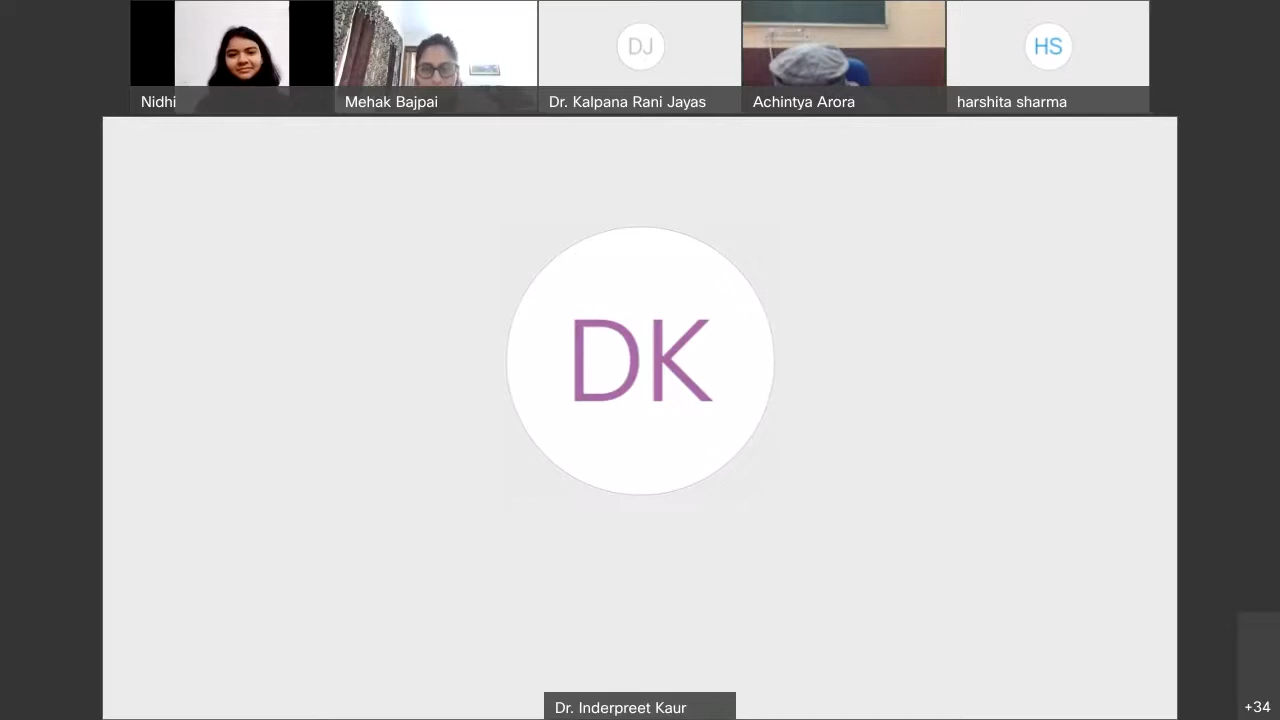 DJ
HS
Nidhi
Mehak Bajpai
Dr. Kalpana Rani Jayas
Achintya Arora
harshita sharma
DK
Dr. Inderpreet Kaur
+34